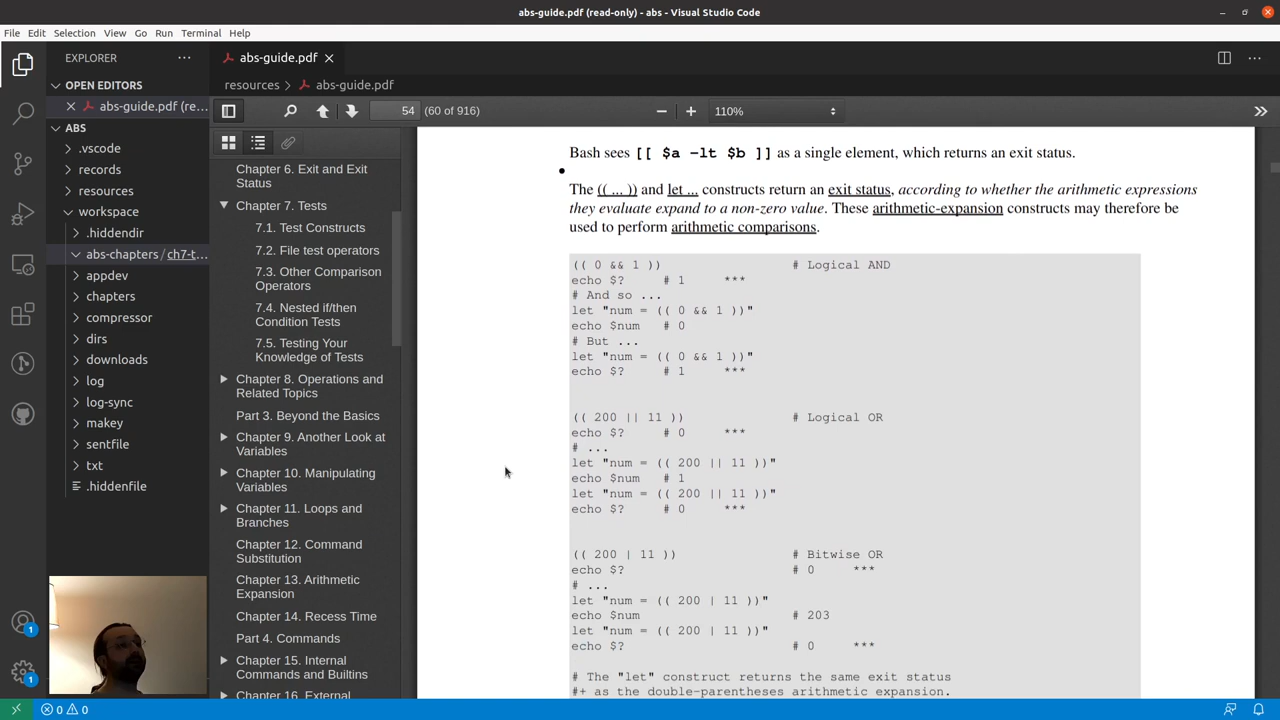 abs-guide.pdf (read-only) - abs - Visual Studio Code
File Edit Selection View Go Run Terminal Help
EXPLORER
OPEN EDITORS
abs-guide.pdf (re...
ABS
.vscode
records
resources
workspace
.hiddendir
abs-chapters / ch7-t...
appdev
chapters
compressor
dirs
downloads
log
log-sync
makey
sentfile
txt
.hiddenfile
1
1
abs-guide.pdf
resources > abs-guide.pdf
54 (60 of 916)
110%
Chapter 6. Exit and Exit
Status
Chapter 7. Tests
7.1. Test Constructs
7.2. File test operators
7.3. Other Comparison
Operators
7.4. Nested if/then
Condition Tests
7.5. Testing Your
Knowledge of Tests
Chapter 8. Operations and
Related Topics
Part 3. Beyond the Basics
Chapter 9. Another Look at
Variables
Chapter 10. Manipulating
Variables
Chapter 11. Loops and
Branches
Chapter 12. Command
Substitution
Chapter 13. Arithmetic
Expansion
Chapter 14. Recess Time
Part 4. Commands
Chapter 15. Internal
Commands and Builtins
Chapter 16. External
Bash sees [[ $a -lt $b ]] as a single element, which returns an exit status.
The (( ... )) and let ... constructs return an exit status, according to whether the arithmetic expressions
they evaluate expand to a non-zero value. These arithmetic-expansion constructs may therefore be
used to perform arithmetic comparisons.
(( 0 && 1 )) # Logical AND
echo $? # 1 ***
# And so ...
let "num = (( 0 && 1 ))"
echo $num # 0
# But ...
let "num = (( 0 && 1 ))"
echo $? # 1 ***
(( 200 || 11 )) # Logical OR
echo $? # 0 ***
# ...
let "num = (( 200 || 11 ))"
echo $num # 1
let "num = (( 200 || 11 ))"
echo $? # 0 ***
(( 200 | 11 )) # Bitwise OR
echo $? # 0 ***
# ...
let "num = (( 200 | 11 ))"
echo $num # 203
let "num = (( 200 | 11 ))"
echo $? # 0 ***
# The "let" construct returns the same exit status
#+ as the double-parentheses arithmetic expansion.
0 0